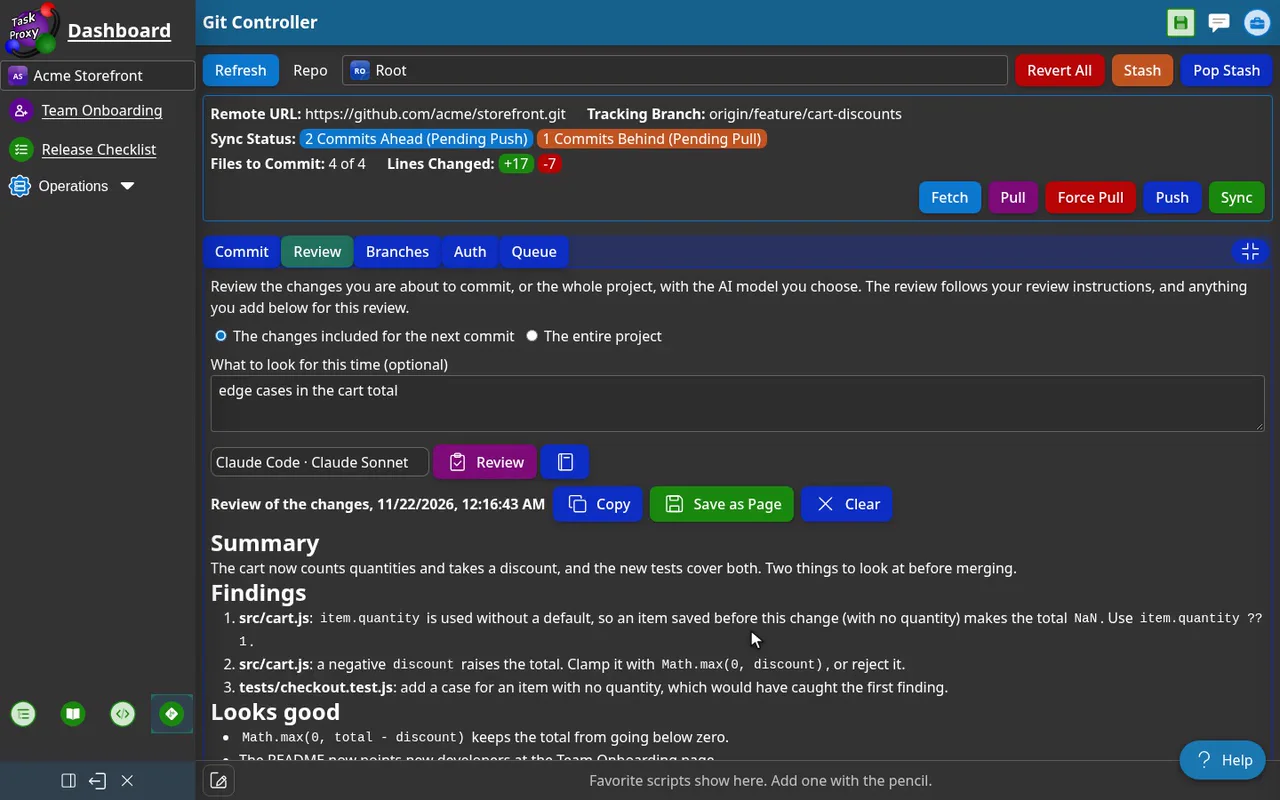 Task
Proxy
Dashboard
AS Acme Storefront
Team Onboarding
Release Checklist
Operations
Git Controller
Refresh Repo RO Root Revert All Stash Pop Stash
Remote URL: https://github.com/acme/storefront.git Tracking Branch: origin/feature/cart-discounts
Sync Status: 2 Commits Ahead (Pending Push) 1 Commits Behind (Pending Pull)
Files to Commit: 4 of 4 Lines Changed: +17 -7
Fetch Pull Force Pull Push Sync
Commit Review Branches Auth Queue
Review the changes you are about to commit, or the whole project, with the AI model you choose. The review follows your review instructions, and anything
you add below for this review.
The changes included for the next commit The entire project
What to look for this time (optional)
edge cases in the cart total
Claude Code · Claude Sonnet Review
Review of the changes, 11/22/2026, 12:16:43 AM Copy Save as Page Clear
Summary
The cart now counts quantities and takes a discount, and the new tests cover both. Two things to look at before merging.
Findings
1. src/cart.js: item.quantity is used without a default, so an item saved before this change (with no quantity) makes the total NaN. Use item.quantity ??
1.
2. src/cart.js: a negative discount raises the total. Clamp it with Math.max(0, discount), or reject it.
3. tests/checkout.test.js: add a case for an item with no quantity, which would have caught the first finding.
Looks good
• Math.max(0, total - discount) keeps the total from going below zero.
• The README now points new developers at the Team Onboarding page.
Favorite scripts show here. Add one with the pencil.
? Help